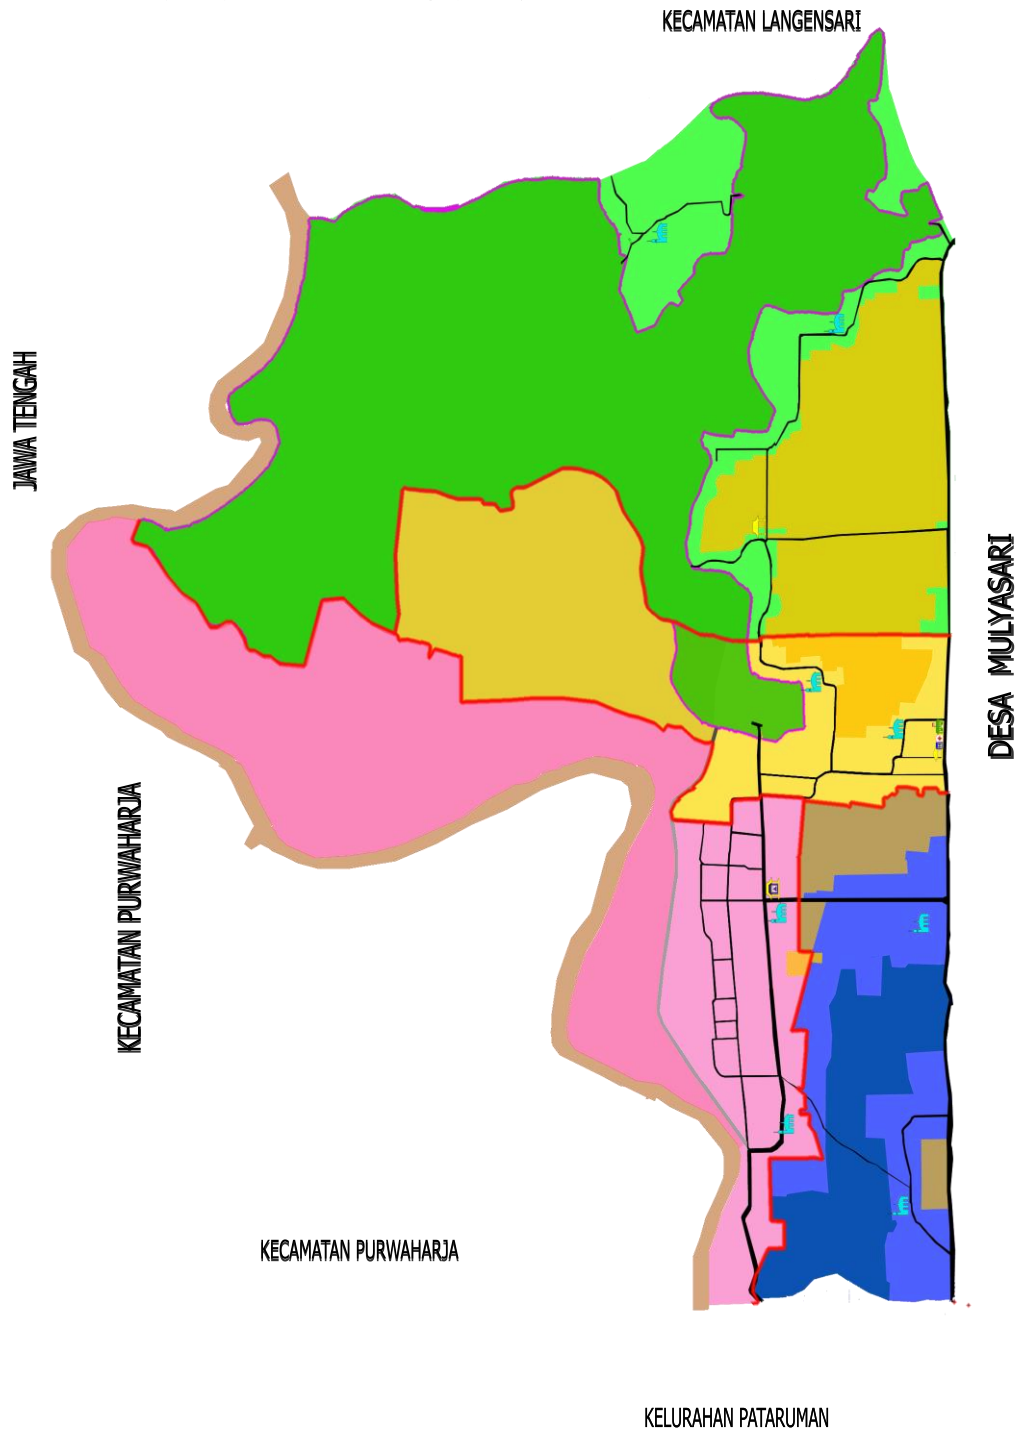 KECAMATAN LANGENSARI
JAWA TENGAH
DESA MULYASARI
KECAMATAN PURWAHARJA
KECAMATAN PURWAHARJA
KELURAHAN PATARUMAN